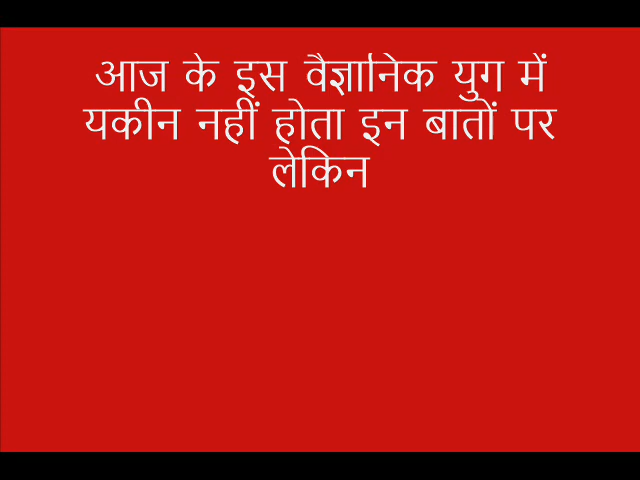 आज के इस वैज्ञानिक युग में
यकीन नहीं होता इन बातों पर
लेकिन